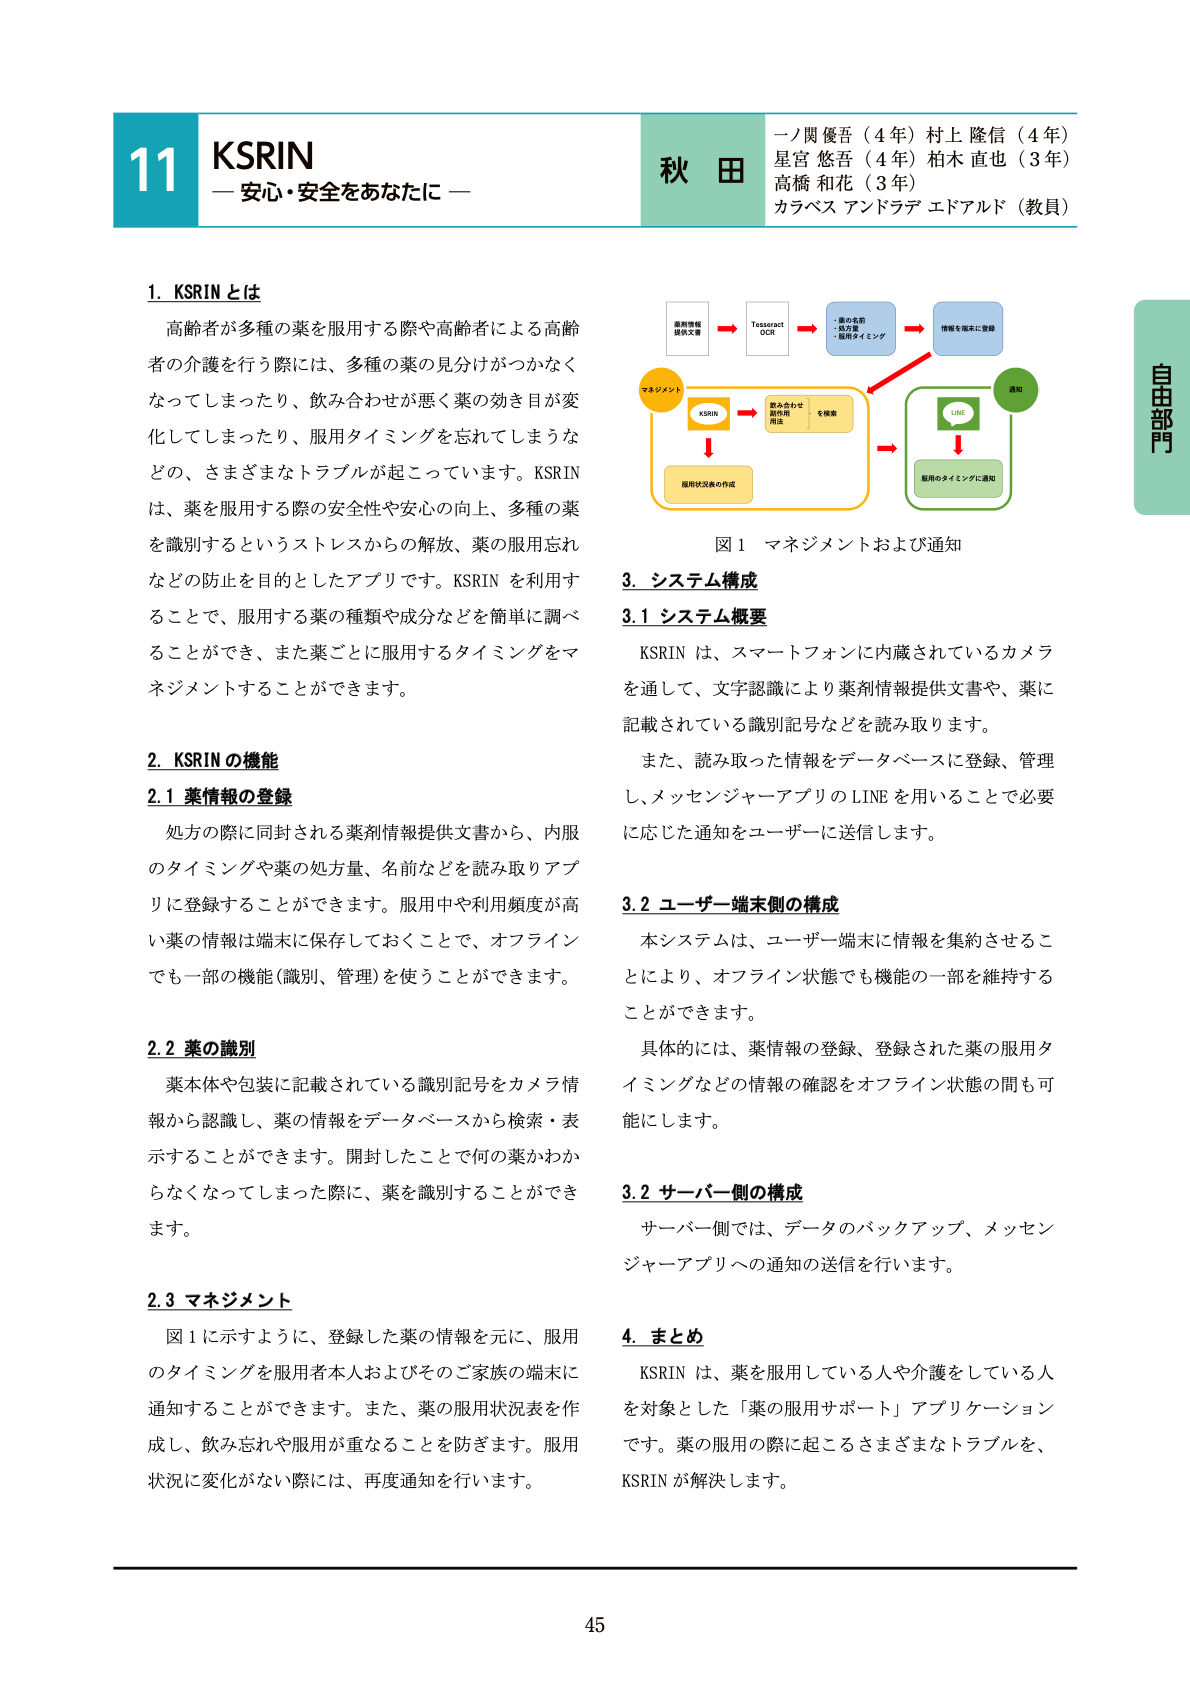 11
KSRIN
― 安心・安全をあなたに ―
秋 田
一ノ関 優吾（４年）村上 隆信（４年）
星宮 悠吾（４年）柏木 直也（３年）
高橋 和花（３年）
カラベス アンドラデ エドアルド（教員）
1. KSRIN とは
高齢者が多種の薬を服用する際や高齢者による高齢
者の介護を行う際には、多種の薬の見分けがつかなく
なってしまったり、飲み合わせが悪く薬の効き目が変
化してしまったり、服用タイミングを忘れてしまうな
どの、さまざまなトラブルが起こっています。KSRIN
は、薬を服用する際の安全性や安心の向上、多種の薬
を識別するというストレスからの解放、薬の服用忘れ
などの防止を目的としたアプリです。KSRIN を利用す
ることで、服用する薬の種類や成分などを簡単に調べ
ることができ、また薬ごとに服用するタイミングをマ
ネジメントすることができます。
2. KSRIN の機能
2.1 薬情報の登録
処方の際に同封される薬剤情報提供文書から、内服
のタイミングや薬の処方量、名前などを読み取りアプ
リに登録することができます。服用中や利用頻度が高
い薬の情報は端末に保存しておくことで、オフライン
でも一部の機能(識別、管理)を使うことができます。
2.2 薬の識別
薬本体や包装に記載されている識別記号をカメラ情
報から認識し、薬の情報をデータベースから検索・表
示することができます。開封したことで何の薬かわか
らなくなってしまった際に、薬を識別することができ
ます。
2.3 マネジメント
図１に示すように、登録した薬の情報を元に、服用
のタイミングを服用者本人およびそのご家族の端末に
通知することができます。また、薬の服用状況表を作
成し、飲み忘れや服用が重なることを防ぎます。服用
状況に変化がない際には、再度通知を行います。
薬剤情報
提供文書
Tesseract
OCR
・薬の名前
・処方量
・服用タイミング
情報を端末に登録
マネジメント
KSRIN
飲み合わせ
副作用
用法
を検索
服用状況表の作成
通知
LINE
服用のタイミングに通知
図１ マネジメントおよび通知
3. システム構成
3.1 システム概要
KSRIN は、スマートフォンに内蔵されているカメラ
を通して、文字認識により薬剤情報提供文書や、薬に
記載されている識別記号などを読み取ります。
また、読み取った情報をデータベースに登録、管理
し、メッセンジャーアプリの LINE を用いることで必要
に応じた通知をユーザーに送信します。
3.2 ユーザー端末側の構成
本システムは、ユーザー端末に情報を集約させるこ
とにより、オフライン状態でも機能の一部を維持する
ことができます。
具体的には、薬情報の登録、登録された薬の服用タ
イミングなどの情報の確認をオフライン状態の間も可
能にします。
3.2 サーバー側の構成
サーバー側では、データのバックアップ、メッセン
ジャーアプリへの通知の送信を行います。
4. まとめ
KSRIN は、薬を服用している人や介護をしている人
を対象とした「薬の服用サポート」アプリケーション
です。薬の服用の際に起こるさまざまなトラブルを、
KSRIN が解決します。
自由部門
45